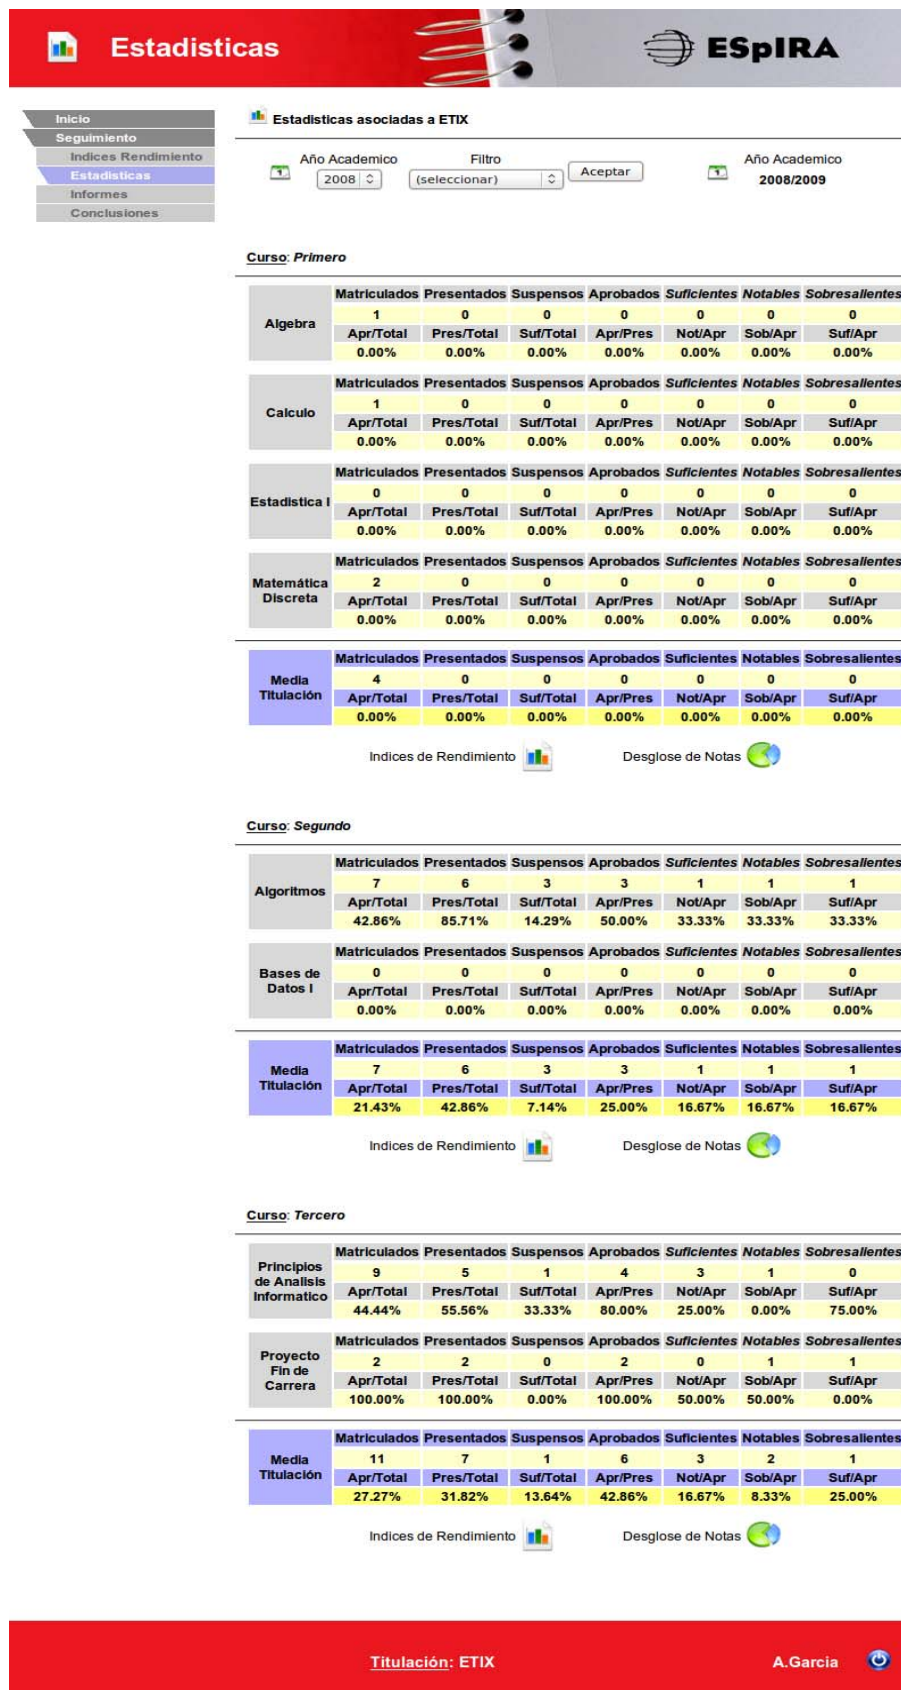 Estadisticas
ESpIRA
Inicio
Seguimiento
Indices Rendimiento
Estadisticas
Informes
Conclusiones
Estadisticas asociadas a ETIX
Año Academico Filtro Año Academico
2008 (seleccionar) Aceptar 2008/2009
Curso: Primero
Algebra
Matriculados Presentados Suspensos Aprobados Suficientes Notables Sobresalientes
1 0 0 0 0 0 0
Apr/Total Pres/Total Suf/Total Apr/Pres Not/Apr Sob/Apr Suf/Apr
0.00% 0.00% 0.00% 0.00% 0.00% 0.00% 0.00%
Calculo
Matriculados Presentados Suspensos Aprobados Suficientes Notables Sobresalientes
1 0 0 0 0 0 0
Apr/Total Pres/Total Suf/Total Apr/Pres Not/Apr Sob/Apr Suf/Apr
0.00% 0.00% 0.00% 0.00% 0.00% 0.00% 0.00%
Estadistica I
Matriculados Presentados Suspensos Aprobados Suficientes Notables Sobresalientes
0 0 0 0 0 0 0
Apr/Total Pres/Total Suf/Total Apr/Pres Not/Apr Sob/Apr Suf/Apr
0.00% 0.00% 0.00% 0.00% 0.00% 0.00% 0.00%
Matemática
Discreta
Matriculados Presentados Suspensos Aprobados Suficientes Notables Sobresalientes
2 0 0 0 0 0 0
Apr/Total Pres/Total Suf/Total Apr/Pres Not/Apr Sob/Apr Suf/Apr
0.00% 0.00% 0.00% 0.00% 0.00% 0.00% 0.00%
Media
Titulación
Matriculados Presentados Suspensos Aprobados Suficientes Notables Sobresalientes
4 0 0 0 0 0 0
Apr/Total Pres/Total Suf/Total Apr/Pres Not/Apr Sob/Apr Suf/Apr
0.00% 0.00% 0.00% 0.00% 0.00% 0.00% 0.00%
Indices de Rendimiento Desglose de Notas
Curso: Segundo
Algoritmos
Matriculados Presentados Suspensos Aprobados Suficientes Notables Sobresalientes
7 6 3 3 1 1 1
Apr/Total Pres/Total Suf/Total Apr/Pres Not/Apr Sob/Apr Suf/Apr
42.86% 85.71% 14.29% 50.00% 33.33% 33.33% 33.33%
Bases de
Datos I
Matriculados Presentados Suspensos Aprobados Suficientes Notables Sobresalientes
0 0 0 0 0 0 0
Apr/Total Pres/Total Suf/Total Apr/Pres Not/Apr Sob/Apr Suf/Apr
0.00% 0.00% 0.00% 0.00% 0.00% 0.00% 0.00%
Media
Titulación
Matriculados Presentados Suspensos Aprobados Suficientes Notables Sobresalientes
7 6 3 3 1 1 1
Apr/Total Pres/Total Suf/Total Apr/Pres Not/Apr Sob/Apr Suf/Apr
21.43% 42.86% 7.14% 25.00% 16.67% 16.67% 16.67%
Indices de Rendimiento Desglose de Notas
Curso: Tercero
Principios
de Analisis
Informatico
Matriculados Presentados Suspensos Aprobados Suficientes Notables Sobresalientes
9 5 1 4 3 1 0
Apr/Total Pres/Total Suf/Total Apr/Pres Not/Apr Sob/Apr Suf/Apr
44.44% 55.56% 33.33% 80.00% 25.00% 0.00% 75.00%
Proyecto
Fin de
Carrera
Matriculados Presentados Suspensos Aprobados Suficientes Notables Sobresalientes
2 2 0 2 0 1 1
Apr/Total Pres/Total Suf/Total Apr/Pres Not/Apr Sob/Apr Suf/Apr
100.00% 100.00% 0.00% 100.00% 50.00% 50.00% 0.00%
Media
Titulación
Matriculados Presentados Suspensos Aprobados Suficientes Notables Sobresalientes
11 7 1 6 3 2 1
Apr/Total Pres/Total Suf/Total Apr/Pres Not/Apr Sob/Apr Suf/Apr
27.27% 31.82% 13.64% 42.86% 16.67% 8.33% 25.00%
Indices de Rendimiento Desglose de Notas
Titulación: ETIX A.Garcia